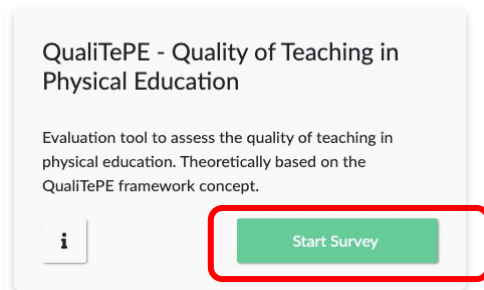 QualiTePE - Quality of Teaching in
Physical Education
Evaluation tool to assess the quality of teaching in
physical education. Theoretically based on the
QualiTePE framework concept.
i
Start Survey